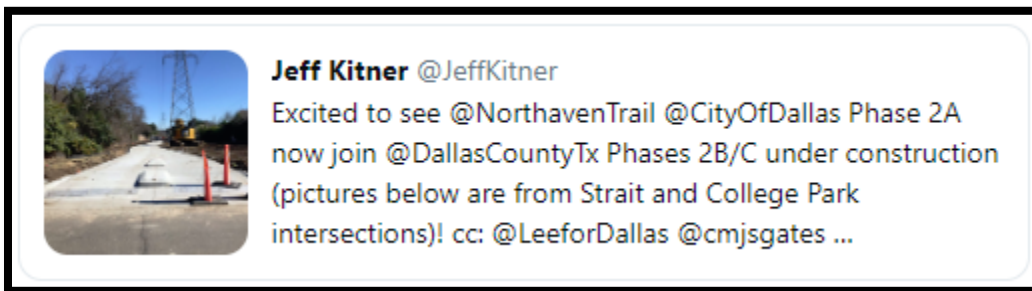 Jeff Kitner @JeffKitner
Excited to see @NorthavenTrail @CityOfDallas Phase 2A
now join @DallasCountyTx Phases 2B/C under construction
(pictures below are from Strait and College Park
intersections)! cc: @LeeforDallas @cmjsgates ...